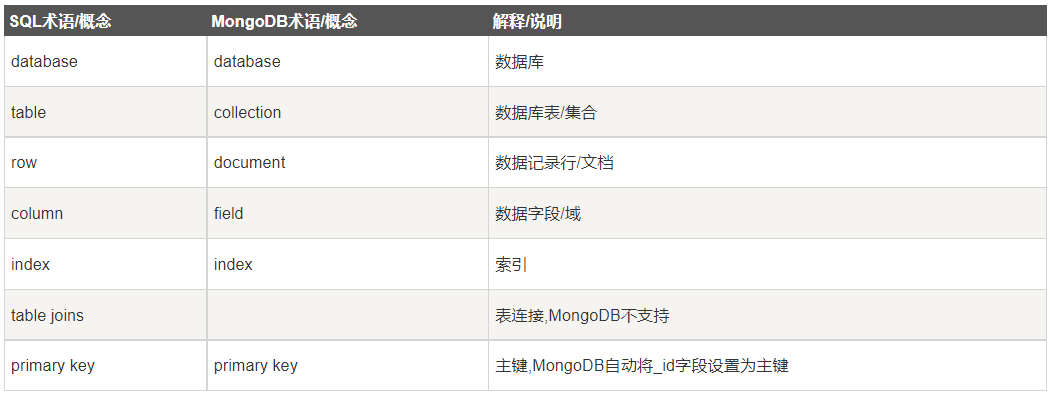 SQL术语/概念 MongoDB术语/概念 解释/说明
database database 数据库
table collection 数据库表/集合
row document 数据记录行/文档
column field 数据字段/域
index index 索引
table joins 表连接,MongoDB不支持
primary key primary key 主键,MongoDB自动将_id字段设置为主键